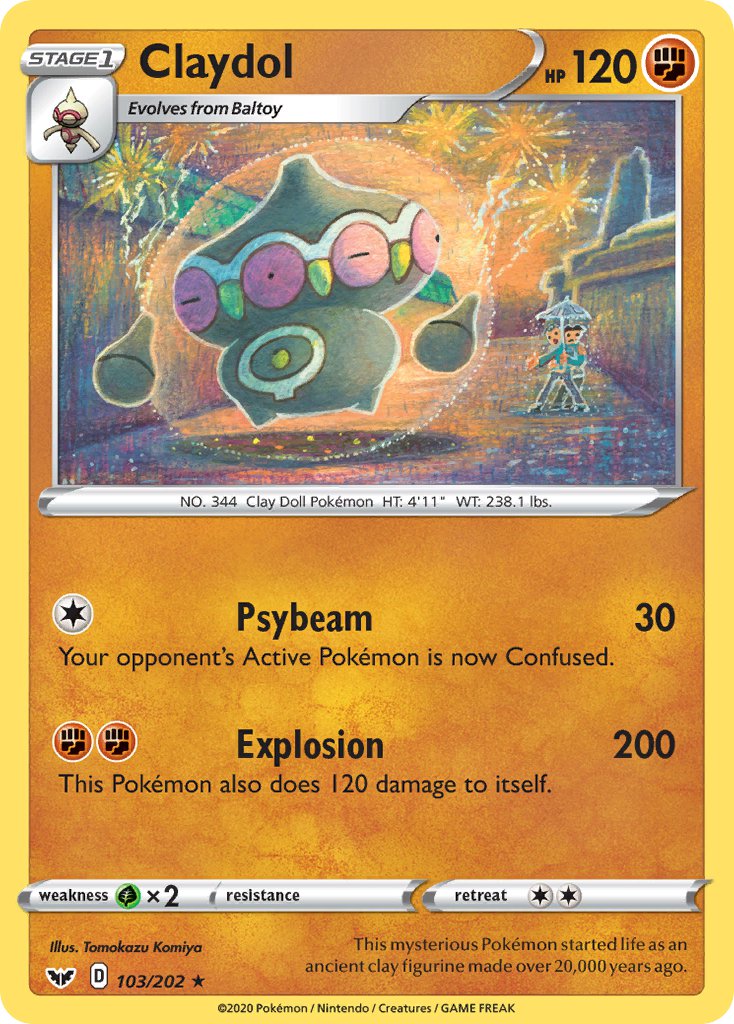 STAGE1
Claydol
HP 120
Evolves from Baltoy
NO. 344 Clay Doll Pokémon HT: 4'11" WT: 238.1 lbs.
Psybeam 30
Your opponent's Active Pokémon is now Confused.
Explosion 200
This Pokémon also does 120 damage to itself.
weakness ×2 resistance retreat
Illus. Tomokazu Komiya
This mysterious Pokémon started life as an
ancient clay figurine made over 20,000 years ago.
D 103/202 ★
©2020 Pokémon / Nintendo / Creatures / GAME FREAK